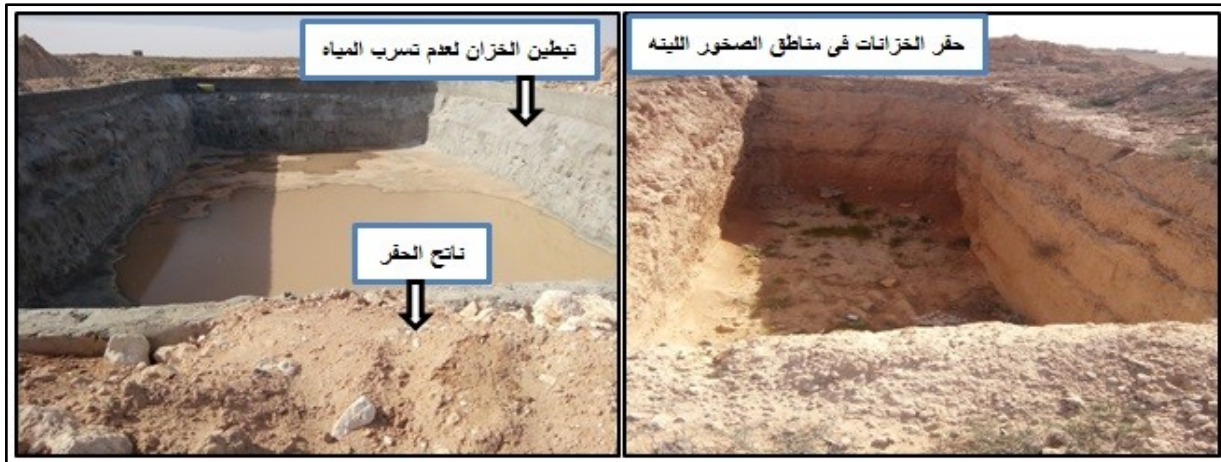 حفر الخزانات فى مناطق الصخور اللينه
تبطين الخزان لعدم تسرب المياه
ناتج الحفر